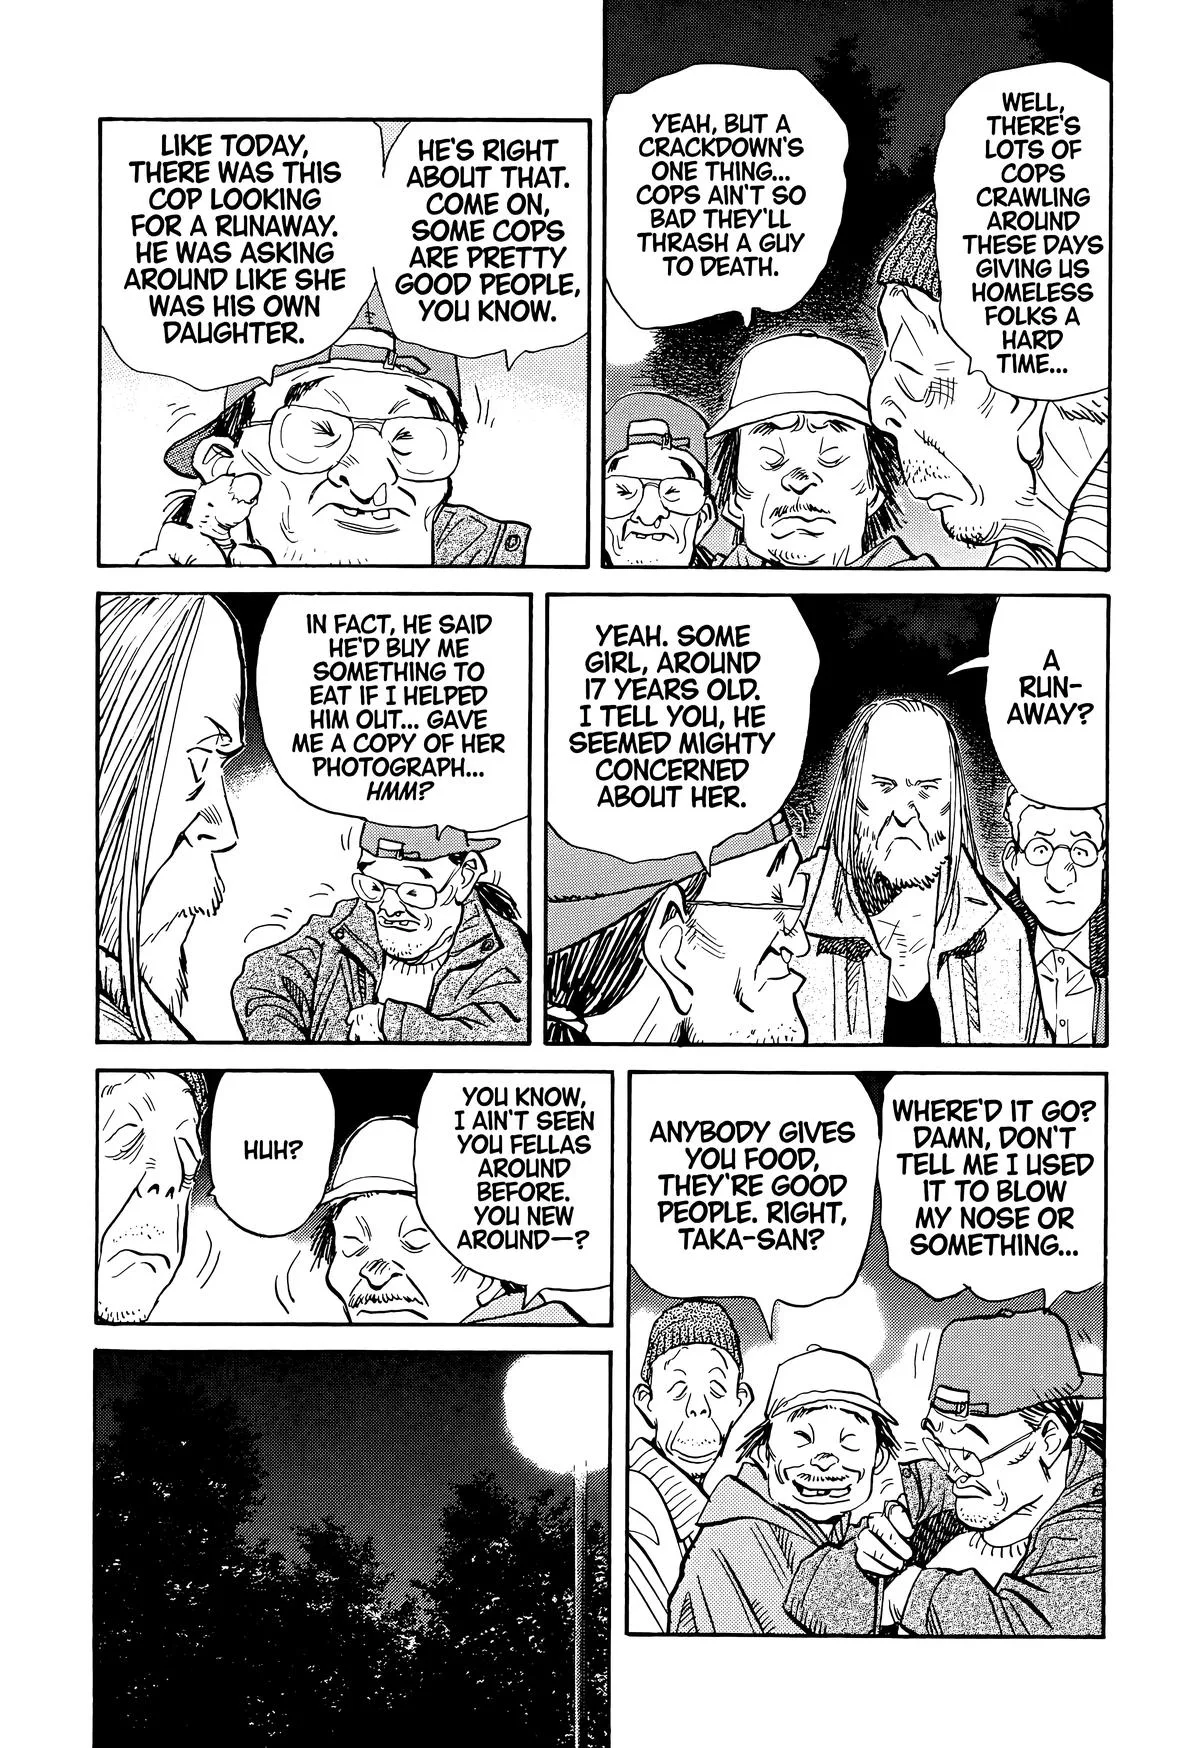 WELL,
THERE'S
LOTS OF
COPS
CRAWLING
AROUND
THESE DAYS
GIVING US
HOMELESS
FOLKS A
HARD
TIME...
YEAH, BUT A
CRACKDOWN'S
ONE THING...
COPS AIN'T SO
BAD THEY'LL
THRASH A GUY
TO DEATH.
HE'S RIGHT
ABOUT THAT.
COME ON,
SOME COPS
ARE PRETTY
GOOD PEOPLE,
YOU KNOW.
LIKE TODAY,
THERE WAS THIS
COP LOOKING
FOR A RUNAWAY.
HE WAS ASKING
AROUND LIKE SHE
WAS HIS OWN
DAUGHTER.
A
RUN-
AWAY?
YEAH. SOME
GIRL, AROUND
17 YEARS OLD.
I TELL YOU, HE
SEEMED MIGHTY
CONCERNED
ABOUT HER.
IN FACT, HE SAID
HE'D BUY ME
SOMETHING TO
EAT IF I HELPED
HIM OUT... GAVE
ME A COPY OF HER
PHOTOGRAPH...
HMM?
WHERE'D IT GO?
DAMN, DON'T
TELL ME I USED
IT TO BLOW
MY NOSE OR
SOMETHING...
ANYBODY GIVES
YOU FOOD,
THEY'RE GOOD
PEOPLE. RIGHT,
TAKA-SAN?
YOU KNOW,
I AIN'T SEEN
YOU FELLAS
AROUND
BEFORE.
YOU NEW
AROUND—?
HUH?